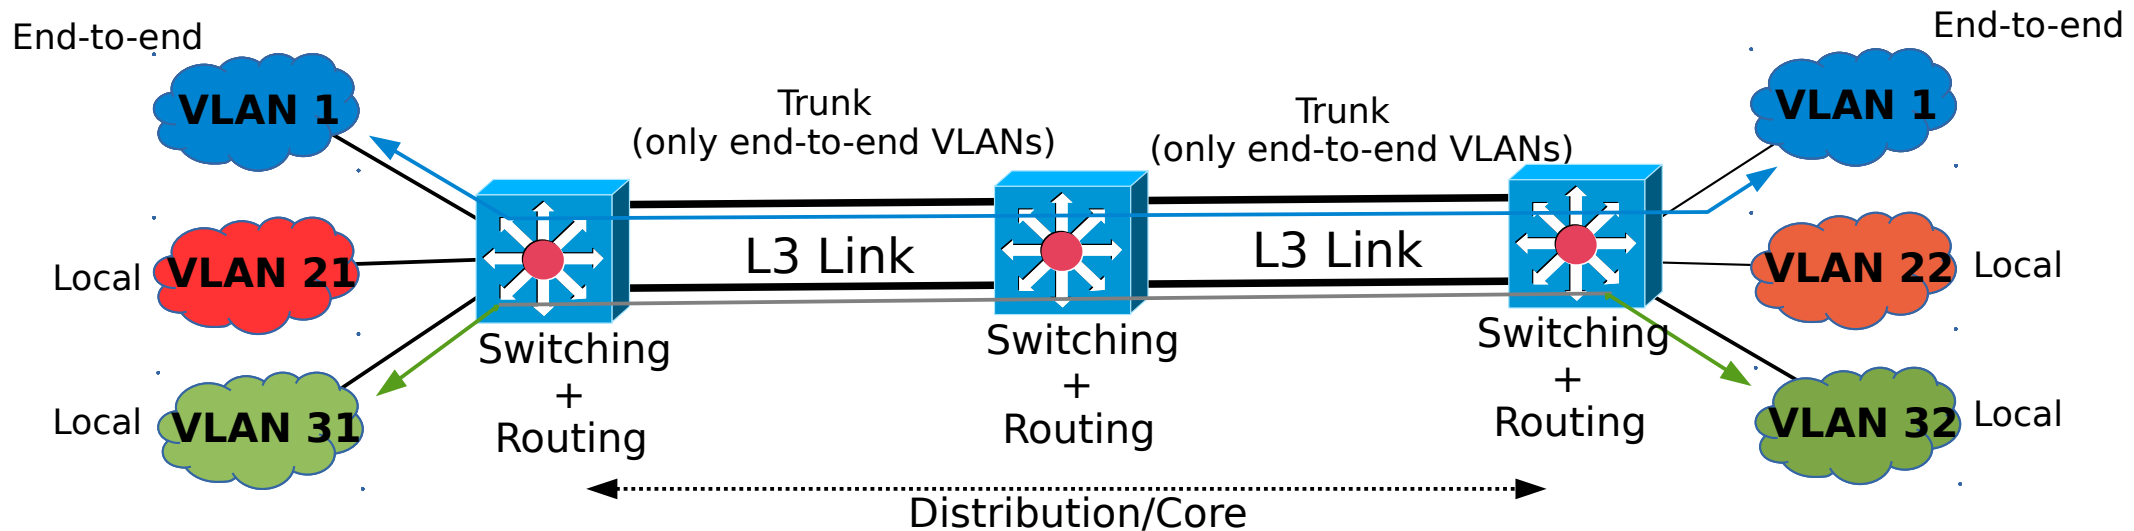 End-to-end
End-to-end
VLAN 1
VLAN 1
Trunk
(only end-to-end VLANs)
Trunk
(only end-to-end VLANs)
L3 Link
L3 Link
Local
VLAN 21
VLAN 22
Local
Switching
+
Routing
Switching
+
Routing
Switching
+
Routing
Local
VLAN 31
VLAN 32
Local
Distribution/Core